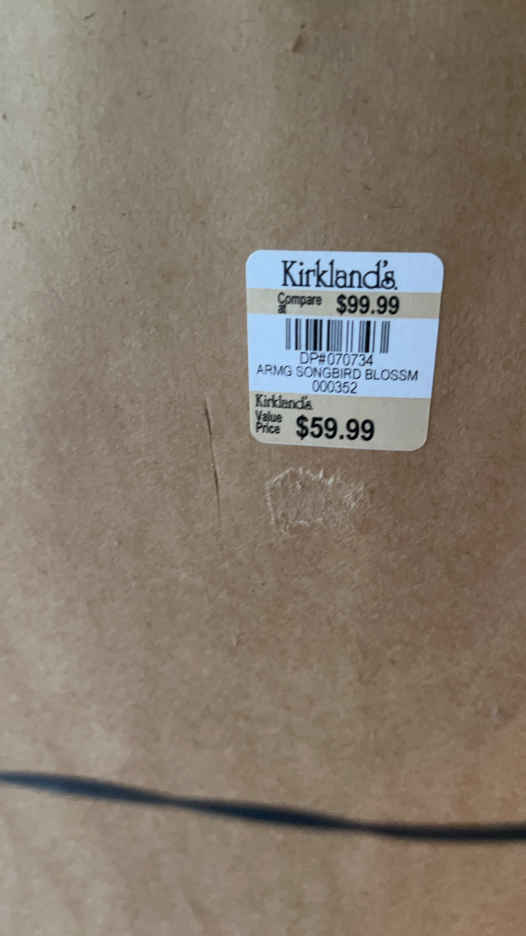 Kirkland's
Compare at $99.99
DP#070734
ARMG SONGBIRD BLOSSM
000352
Kirkland's
Value Price $59.99